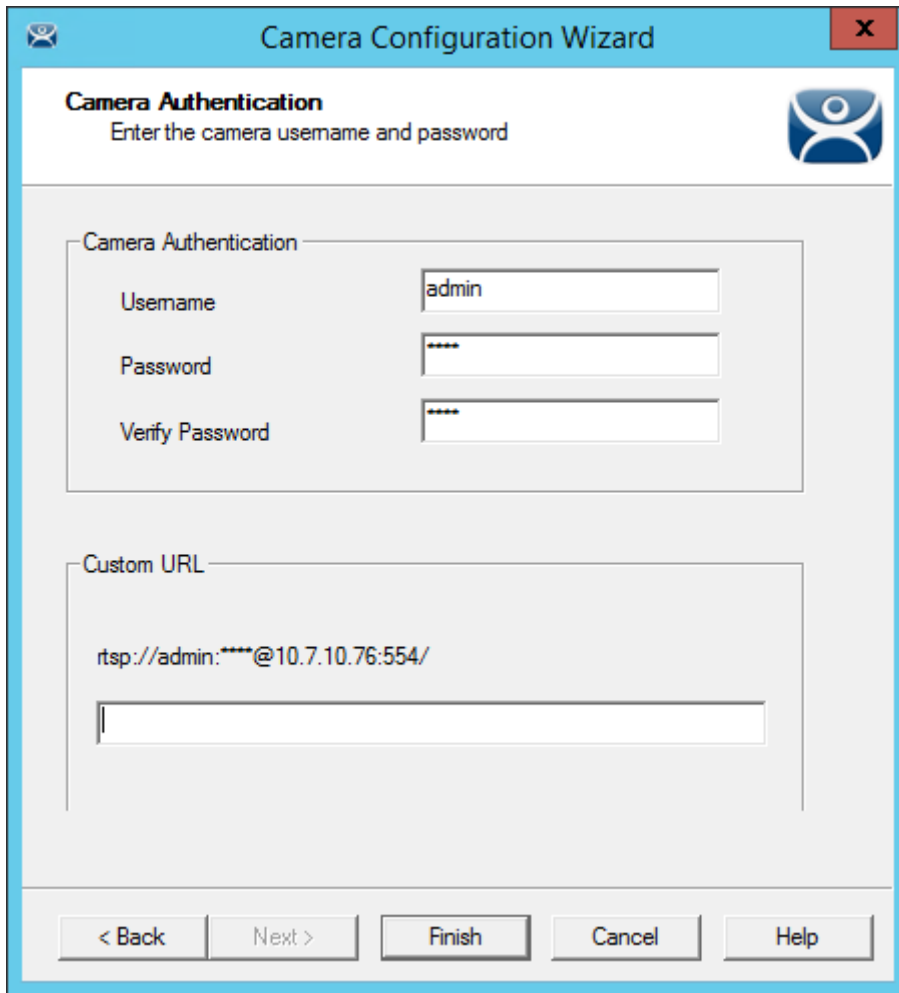 Camera Configuration Wizard
x
Camera Authentication
Enter the camera username and password
Camera Authentication
Username
admin
Password
****
Verify Password
****
Custom URL
rtsp://admin:****@10.7.10.76:554/
< Back
Next >
Finish
Cancel
Help